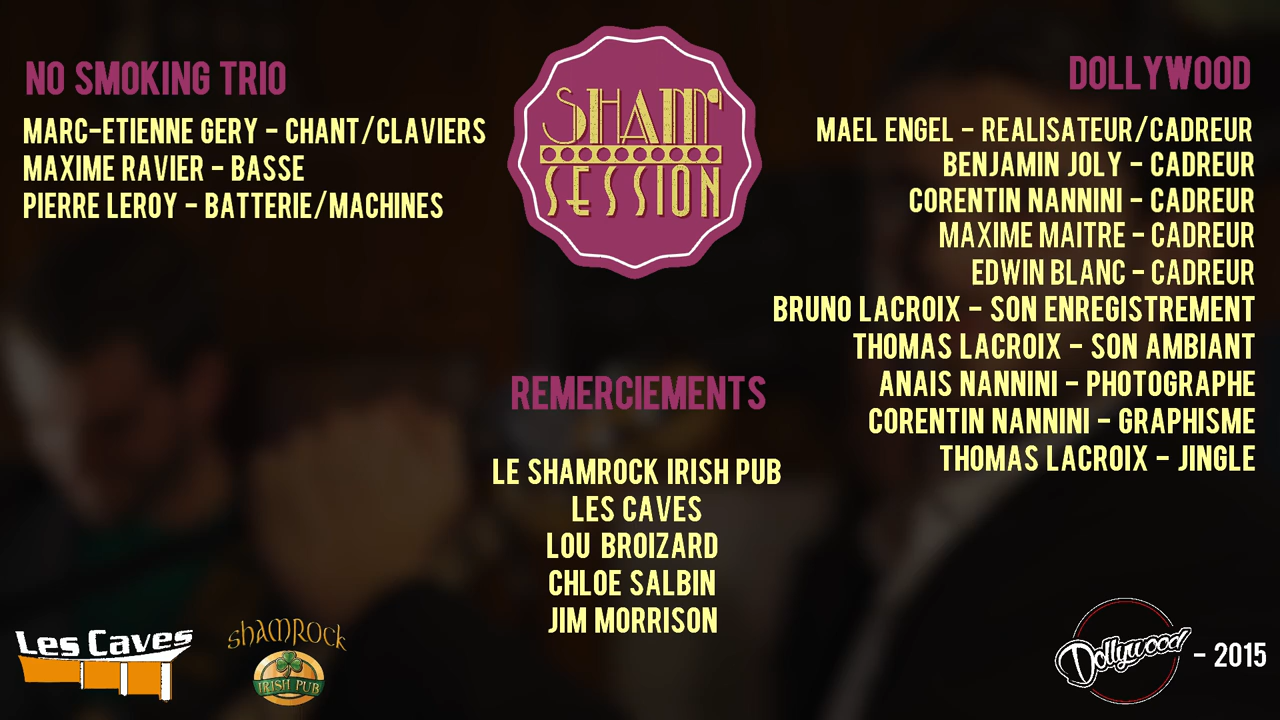 NO SMOKING TRIO
MARC-ETIENNE GERY - CHANT/CLAVIERS
MAXIME RAVIER - BASSE
PIERRE LEROY - BATTERIE/MACHINES
SHAM'
SESSION
DOLLYWOOD
MAEL ENGEL - REALISATEUR/CADREUR
BENJAMIN JOLY - CADREUR
CORENTIN NANNINI - CADREUR
MAXIME MAITRE - CADREUR
EDWIN BLANC - CADREUR
BRUNO LACROIX - SON ENREGISTREMENT
THOMAS LACROIX - SON AMBIANT
ANAIS NANNINI - PHOTOGRAPHE
CORENTIN NANNINI - GRAPHISME
THOMAS LACROIX - JINGLE
REMERCIEMENTS
LE SHAMROCK IRISH PUB
LES CAVES
LOU BROIZARD
CHLOE SALBIN
JIM MORRISON
Les Caves
Shamrock
IRISH PUB
Dollywood - 2015